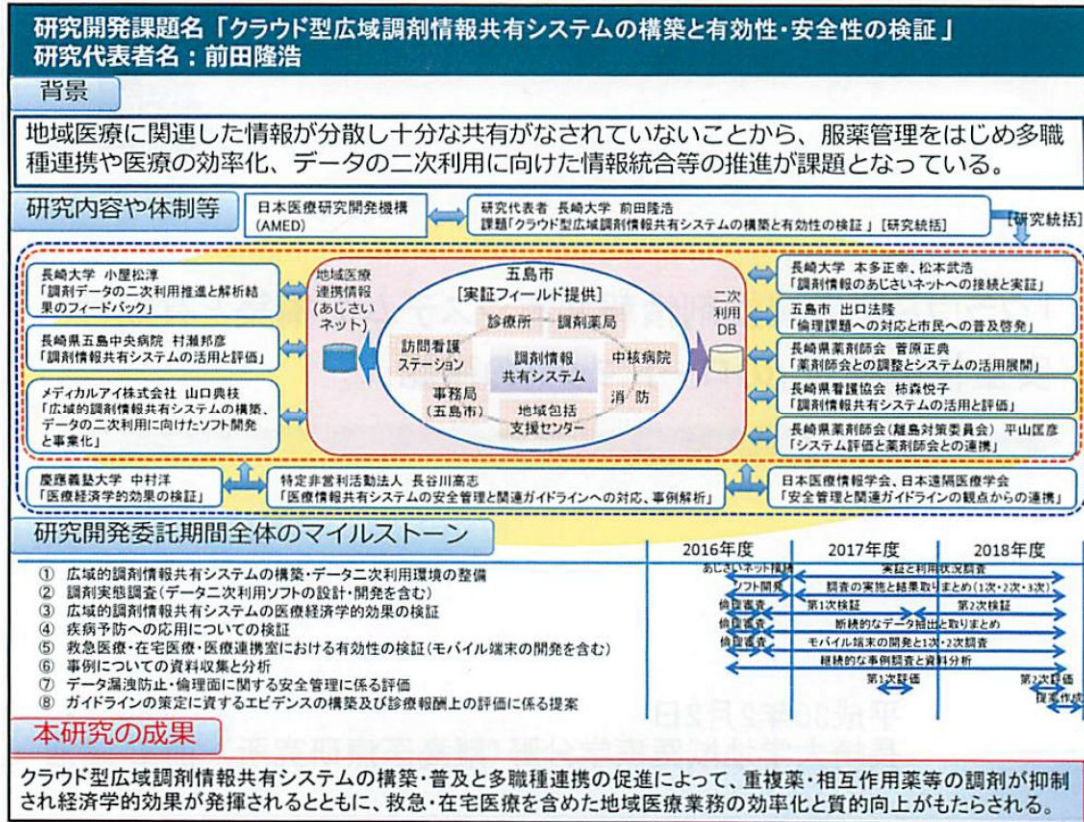 研究開発課題名「クラウド型広域調剤情報共有システムの構築と有効性・安全性の検証」
研究代表者名：前田隆浩
背景
地域医療に関連した情報が分散し十分な共有がなされていないことから、服薬管理をはじめ多職
種連携や医療の効率化、データの二次利用に向けた情報統合等の推進が課題となっている。
研究内容や体制等
日本医療研究開発機構
(AMED)
研究代表者 長崎大学 前田隆浩
課題「クラウド型広域調剤情報共有システムの構築と有効性の検証」[研究統括]
[研究統括]
長崎大学 小屋松淳
「調剤データの二次利用推進と解析結
果のフィードバック」
長崎県五島中央病院 村瀬邦彦
「調剤情報共有システムの活用と評価」
メディカルアイ株式会社 山口典枝
「広域的調剤情報共有システムの構築、
データの二次利用に向けたソフト開発
と事業化」
地域医療
連携情報
(あじさい
ネット)
五島市
[実証フィールド提供]
診療所
調剤薬局
訪問看護
ステーション
調剤情報
共有システム
中核病院
事務局
(五島市)
消防
地域包括
支援センター
二次
利用
DB
長崎大学 本多正幸、松本武浩
「調剤情報のあじさいネットへの接続と実証」
五島市 出口法隆
「倫理課題への対応と市民への普及啓発」
長崎県薬剤師会 菅原正典
「薬剤師会との調整とシステムの活用展開」
長崎県看護協会 柿森悦子
「調剤情報共有システムの活用と評価」
長崎県薬剤師会(離島対策委員会) 平山匡彦
「システム評価と薬剤師会との連携」
慶應義塾大学 中村洋
「医療経済学的効果の検証」
特定非営利活動法人 長谷川高志
「医療情報共有システムの安全管理と関連ガイドラインへの対応、事例解析」
日本医療情報学会、日本遠隔医療学会
「安全管理と関連ガイドラインの観点からの連携」
研究開発委託期間全体のマイルストーン
2016年度
2017年度
2018年度
① 広域的調剤情報共有システムの構築・データ二次利用環境の整備
② 調剤実態調査(データ二次利用ソフトの設計・開発を含む)
③ 広域的調剤情報共有システムの医療経済学的効果の検証
④ 疾病予防への応用についての検証
⑤ 救急医療・在宅医療・医療連携室における有効性の検証(モバイル端末の開発を含む)
⑥ 事例についての資料収集と分析
⑦ データ漏洩防止・倫理面に関する安全管理に係る評価
⑧ ガイドラインの策定に資するエビデンスの構築及び診療報酬上の評価に係る提案
あじさいネット接続
実証と利用状況調査
ソフト開発
調査の実施と結果取りまとめ(1次・2次・3次)
倫理審査
第1次検証
第2次検証
倫理審査
断続的なデータ抽出と取りまとめ
倫理審査
モバイル端末の開発と1次・2次調査
継続的な事例調査と資料分析
第1次評価
第2次評価
提案作成
本研究の成果
クラウド型広域調剤情報共有システムの構築・普及と多職種連携の促進によって、重複薬・相互作用薬等の調剤が抑制
され経済学的効果が発揮されるとともに、救急・在宅医療を含めた地域医療業務の効率化と質的向上がもたらされる。